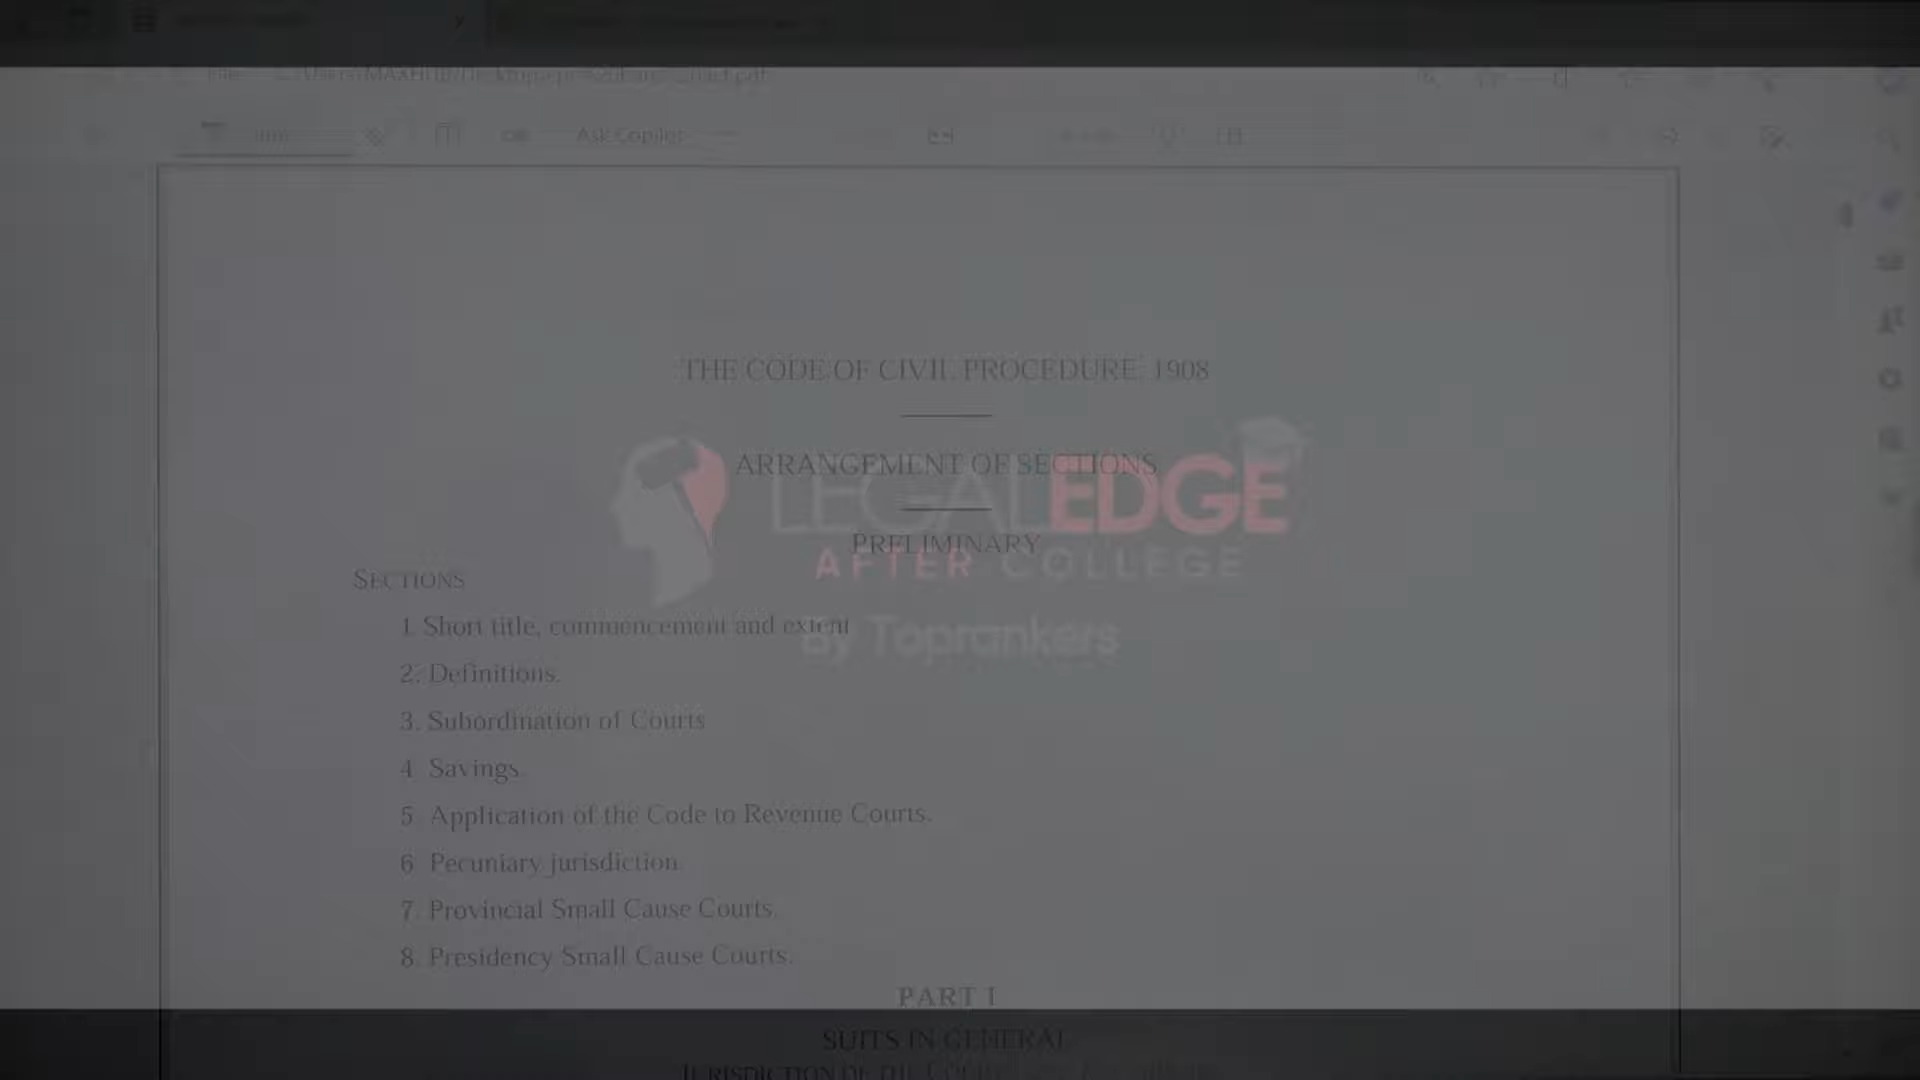 Ask Copilot
THE CODE OF CIVIL PROCEDURE, 1908
ARRANGEMENT OF SECTIONS
LEGALEDGE
PRELIMINARY
AFTER COLLEGE
SECTIONS
1. Short title, commencement and extent
By Toprankers
2. Definitions.
3. Subordination of Courts
4. Savings.
5. Application of the Code to Revenue Courts.
6. Pecuniary jurisdiction.
7. Provincial Small Cause Courts.
8. Presidency Small Cause Courts.
PART I
SUITS IN GENERAL